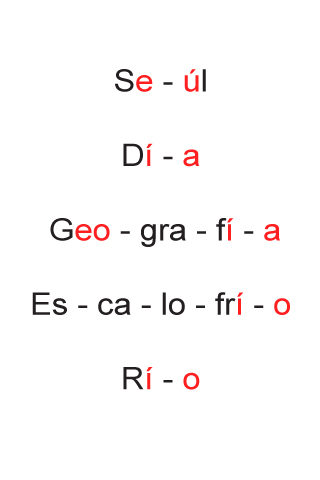 Se - úl
Dí - a
Geo - gra - fí - a
Es - ca - lo - frí - o
Rí - o